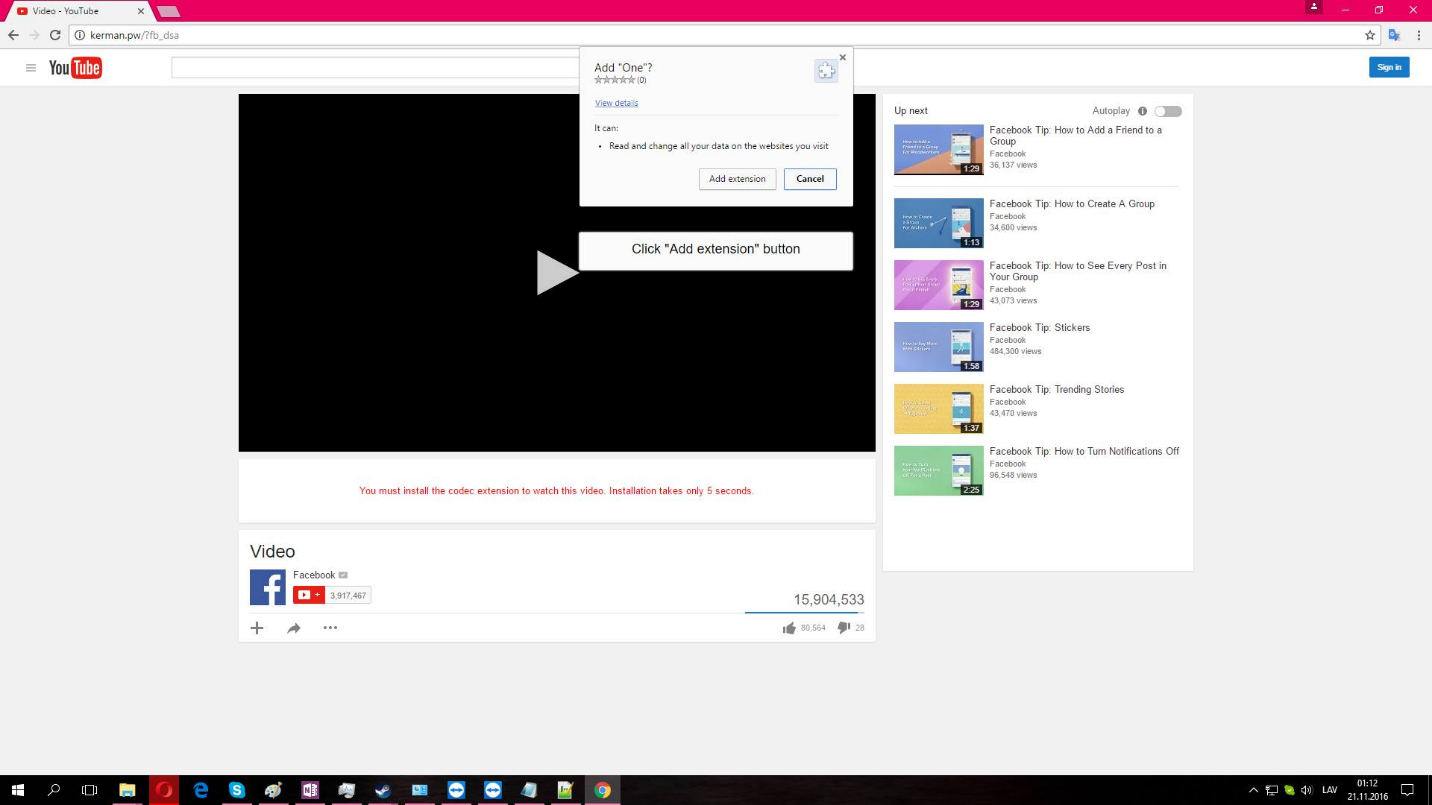 Video - YouTube
kerman.pw/?fb_dsa
YouTube
Sign in
Add "One"?
(0)
View details
It can:
• Read and change all your data on the websites you visit
Add extension
Cancel
Click "Add extension" button
You must install the codec extension to watch this video. Installation takes only 5 seconds.
Video
Facebook
3,917,467
15,904,533
80,564
28
Up next
Autoplay
1:29
Facebook Tip: How to Add a Friend to a
Group
Facebook
36,137 views
1:13
Facebook Tip: How to Create A Group
Facebook
34,600 views
1:29
Facebook Tip: How to See Every Post in
Your Group
Facebook
43,073 views
1:58
Facebook Tip: Stickers
Facebook
484,300 views
1:37
Facebook Tip: Trending Stories
Facebook
43,470 views
2:25
Facebook Tip: How to Turn Notifications Off
Facebook
96,548 views
LAV
01:12
21.11.2016